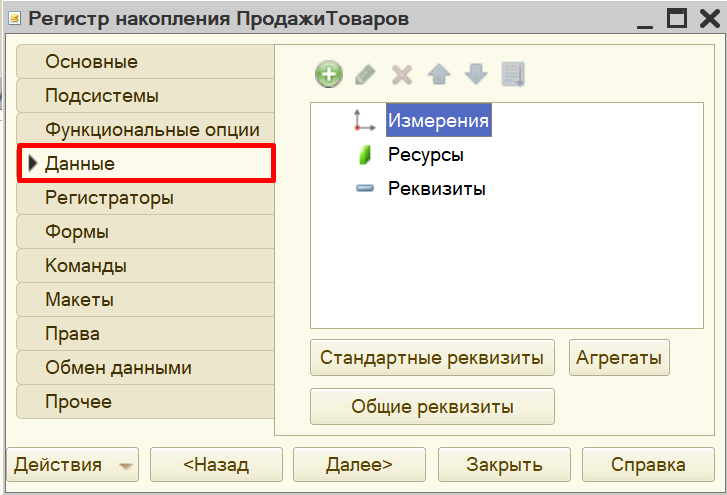 Регистр накопления ПродажиТоваров
Основные
Подсистемы
Функциональные опции
Данные
Регистраторы
Формы
Команды
Макеты
Права
Обмен данными
Прочее
Измерения
Ресурсы
Реквизиты
Стандартные реквизиты
Агрегаты
Общие реквизиты
Действия
<Назад
Далее>
Закрыть
Справка